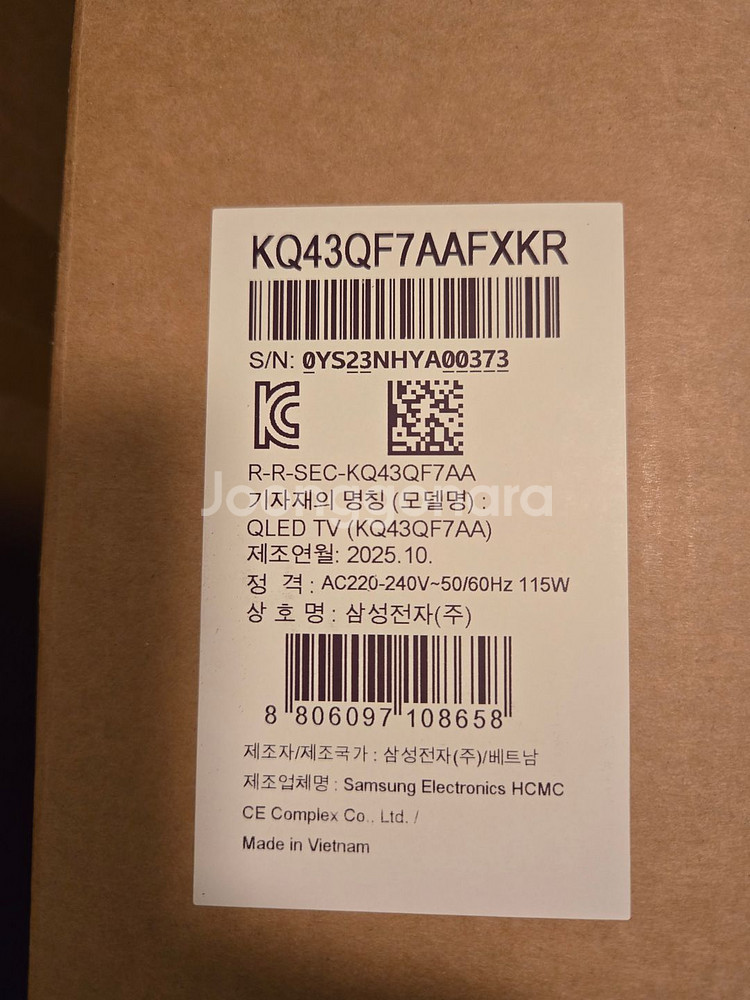 KQ43QF7AAFXKR
S/N: 0YS23NHYA00373
R-R-SEC-KQ43QF7AA
Joonggonara
기자재의 명칭 (모델명) :
QLED TV (KQ43QF7AA)
제조연월: 2025.10.
정 격 : AC220-240V~50/60Hz 115W
상 호 명 : 삼성전자(주)
8 806097 108658
제조자/제조국가 : 삼성전자(주)/베트남
제조업체명 : Samsung Electronics HCMC
CE Complex Co., Ltd. /
Made in Vietnam